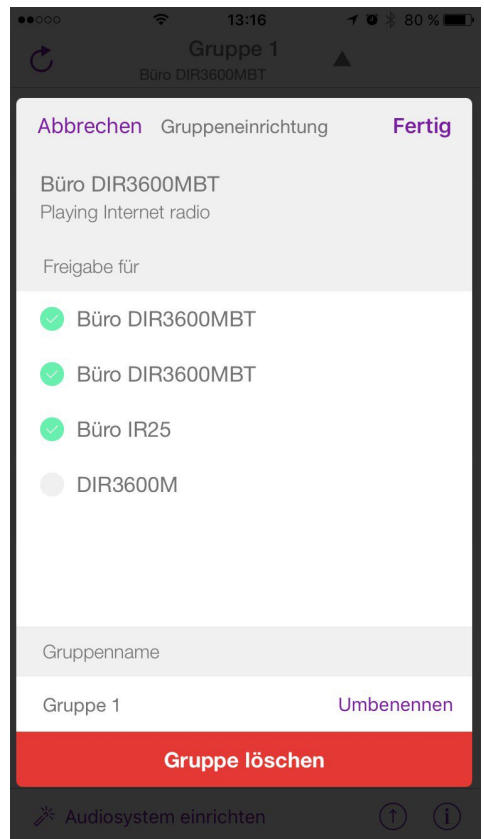 13:16 80 %
Gruppe 1
Büro DIR3600MBT
Abbrechen Gruppeneinrichtung Fertig
Büro DIR3600MBT
Playing Internet radio
Freigabe für
Büro DIR3600MBT
Büro DIR3600MBT
Büro IR25
DIR3600M
Gruppenname
Gruppe 1 Umbenennen
Gruppe löschen
Audiosystem einrichten